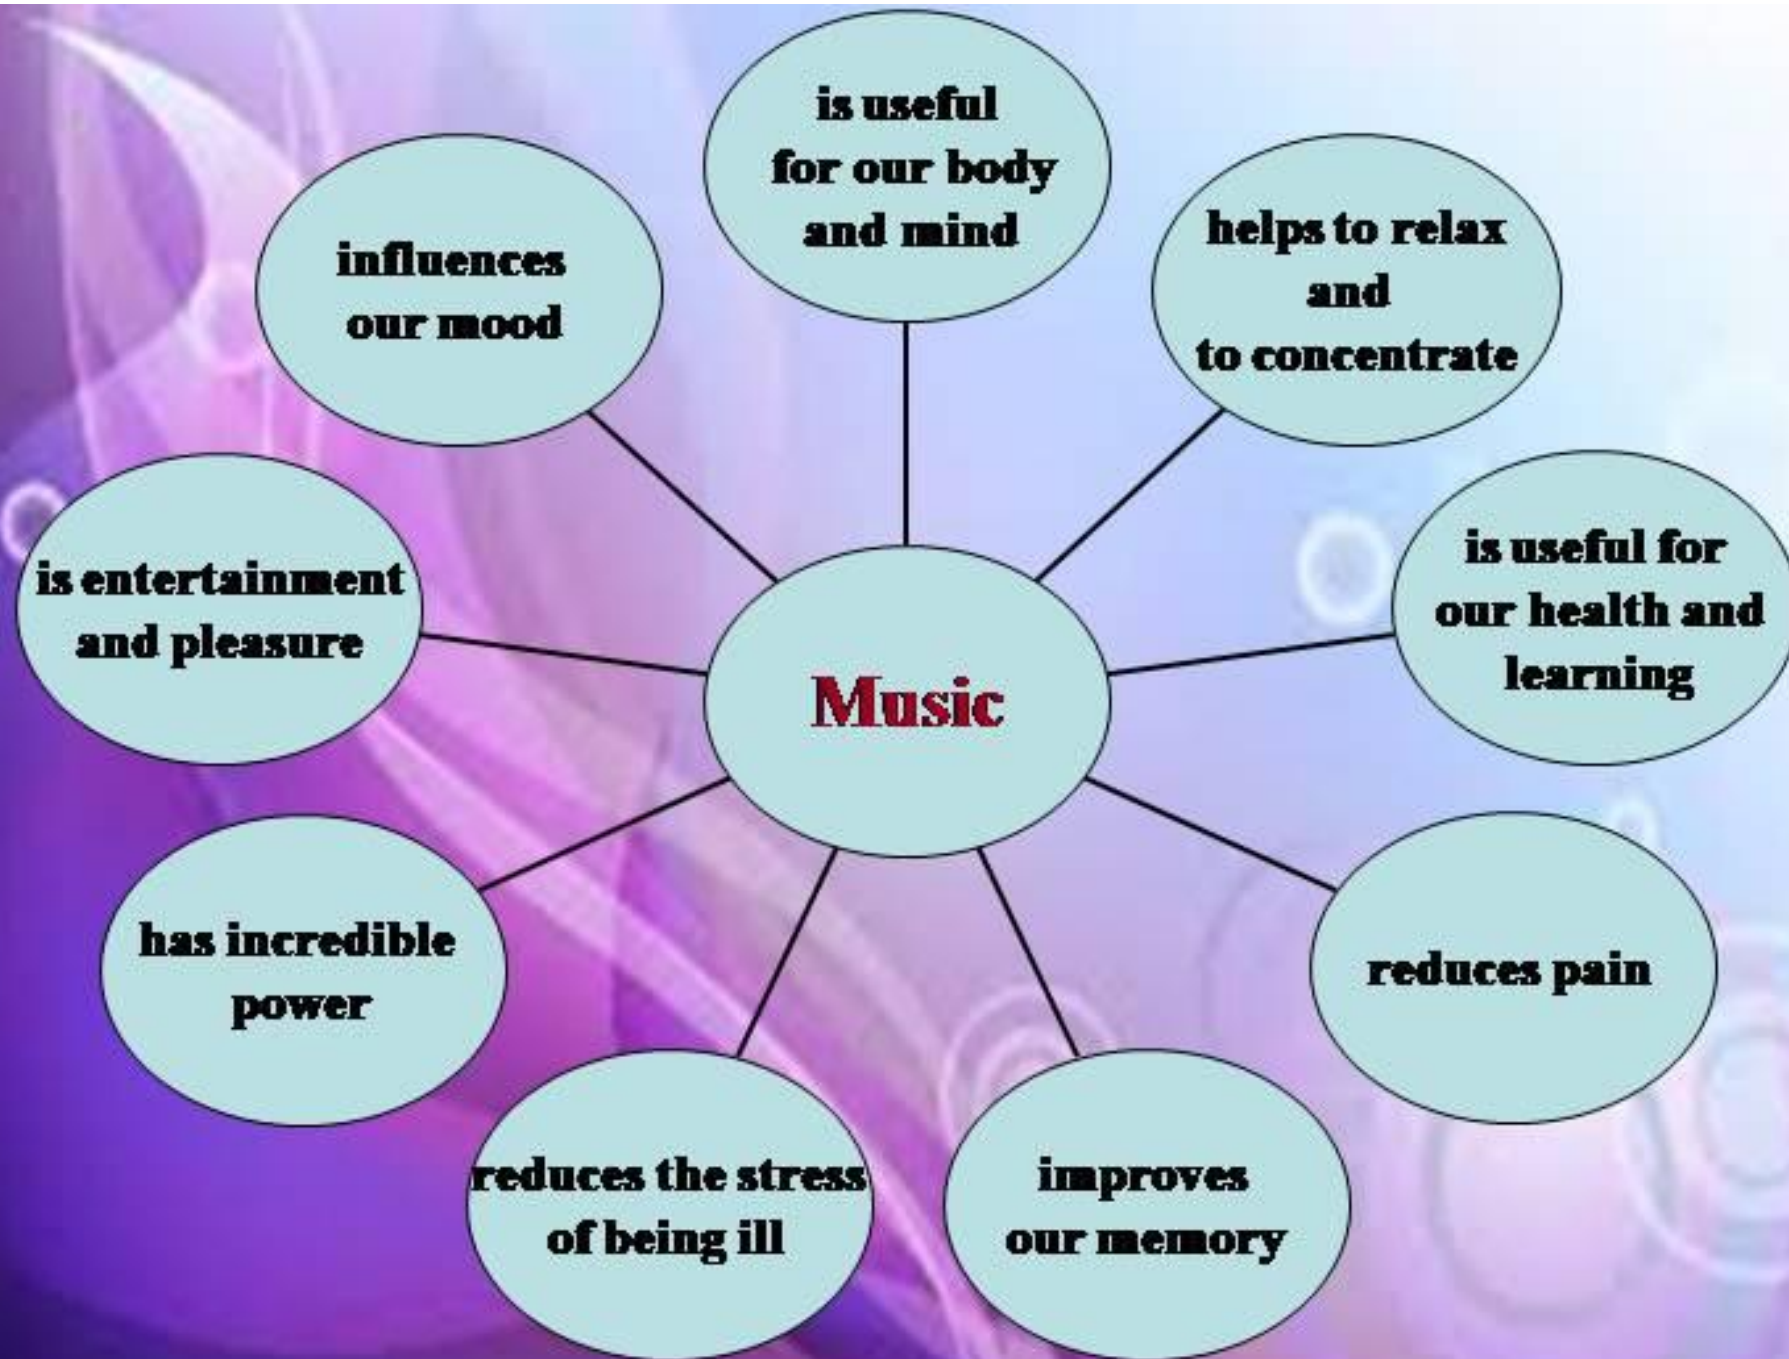 is useful
for our body
and mind
helps to relax
and
to concentrate
is useful for
our health and
learning
reduces pain
improves
our memory
reduces the stress
of being ill
has incredible
power
is entertainment
and pleasure
influences
our mood
Music